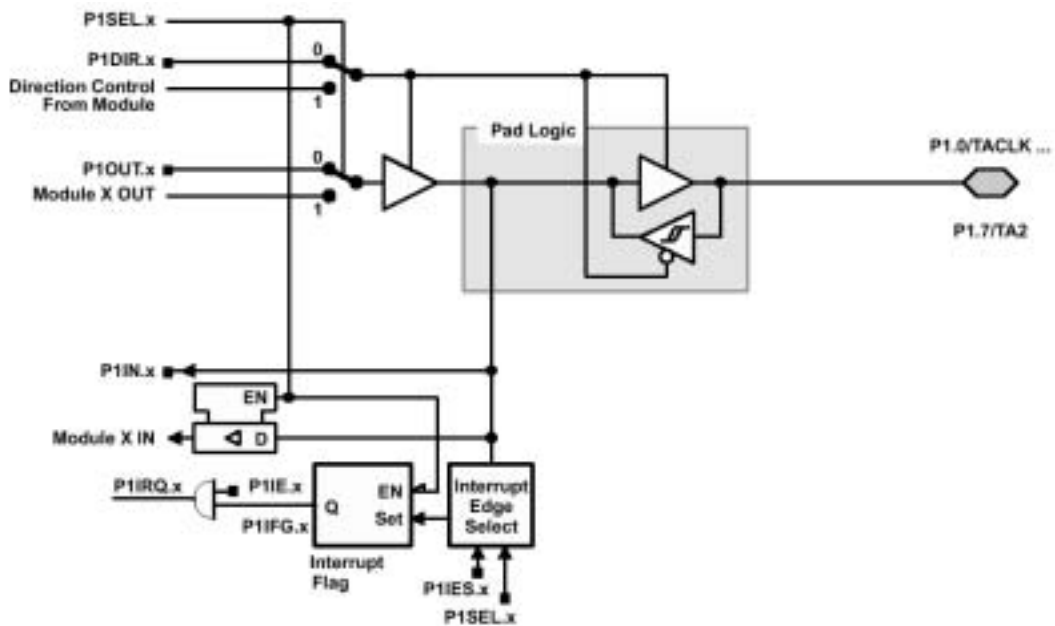 P1SEL.x
P1DIR.x
0
Direction Control
From Module
1
Pad Logic
P1OUT.x
0
Module X OUT
1
P1.0/TACLK ...
P1.7/TA2
P1IN.x
EN
Module X IN
D
P1IRQ.x
P1IE.x
P1IFG.x
Q
EN
Set
Interrupt
Flag
Interrupt
Edge
Select
P1IES.x
P1SEL.x